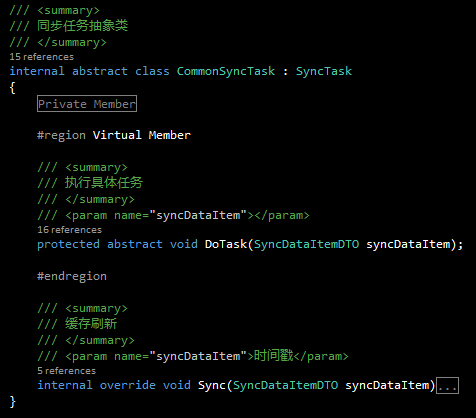 /// <summary>
/// 同步任务抽象类
/// </summary>
15 references
internal abstract class CommonSyncTask : SyncTask
{
Private Member
#region Virtual Member
/// <summary>
/// 执行具体任务
/// </summary>
/// <param name="syncDataItem"></param>
16 references
protected abstract void DoTask(SyncDataItemDTO syncDataItem);
#endregion
/// <summary>
/// 缓存刷新
/// </summary>
/// <param name="syncDataItem">时间戳</param>
5 references
internal override void Sync(SyncDataItemDTO syncDataItem)...
}